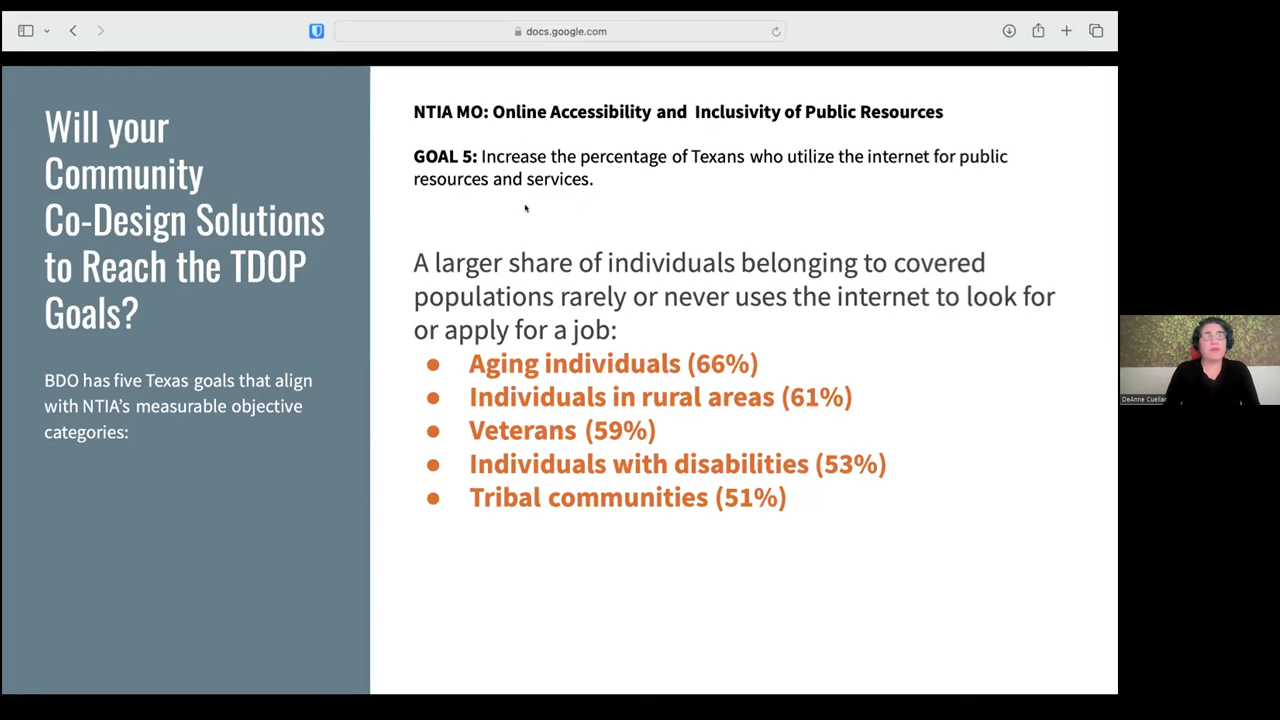 docs.google.com
Will your
Community
Co-Design Solutions
to Reach the TDOP
Goals?
BDO has five Texas goals that align
with NTIA's measurable objective
categories:
NTIA MO: Online Accessibility and Inclusivity of Public Resources
GOAL 5: Increase the percentage of Texans who utilize the internet for public
resources and services.
A larger share of individuals belonging to covered
populations rarely or never uses the internet to look for
or apply for a job:
● Aging individuals (66%)
● Individuals in rural areas (61%)
● Veterans (59%)
● Individuals with disabilities (53%)
● Tribal communities (51%)
DeAnne Cuellar